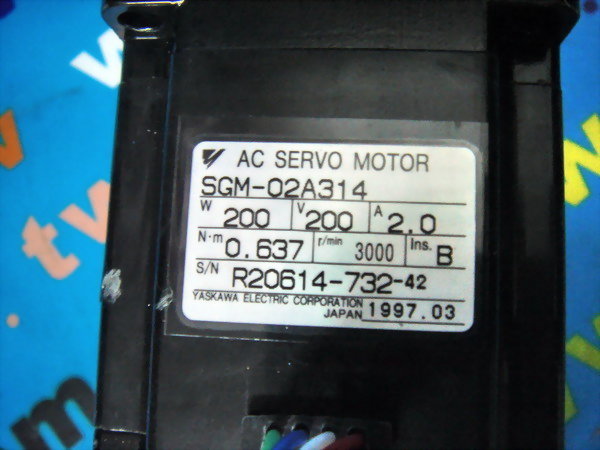 AC SERVO MOTOR
SGM-02A314
W 200 V 200 A 2.0
N·m 0.637 r/min 3000 Ins. B
S/N R20614-732-42
YASKAWA ELECTRIC CORPORATION
JAPAN 1997.03